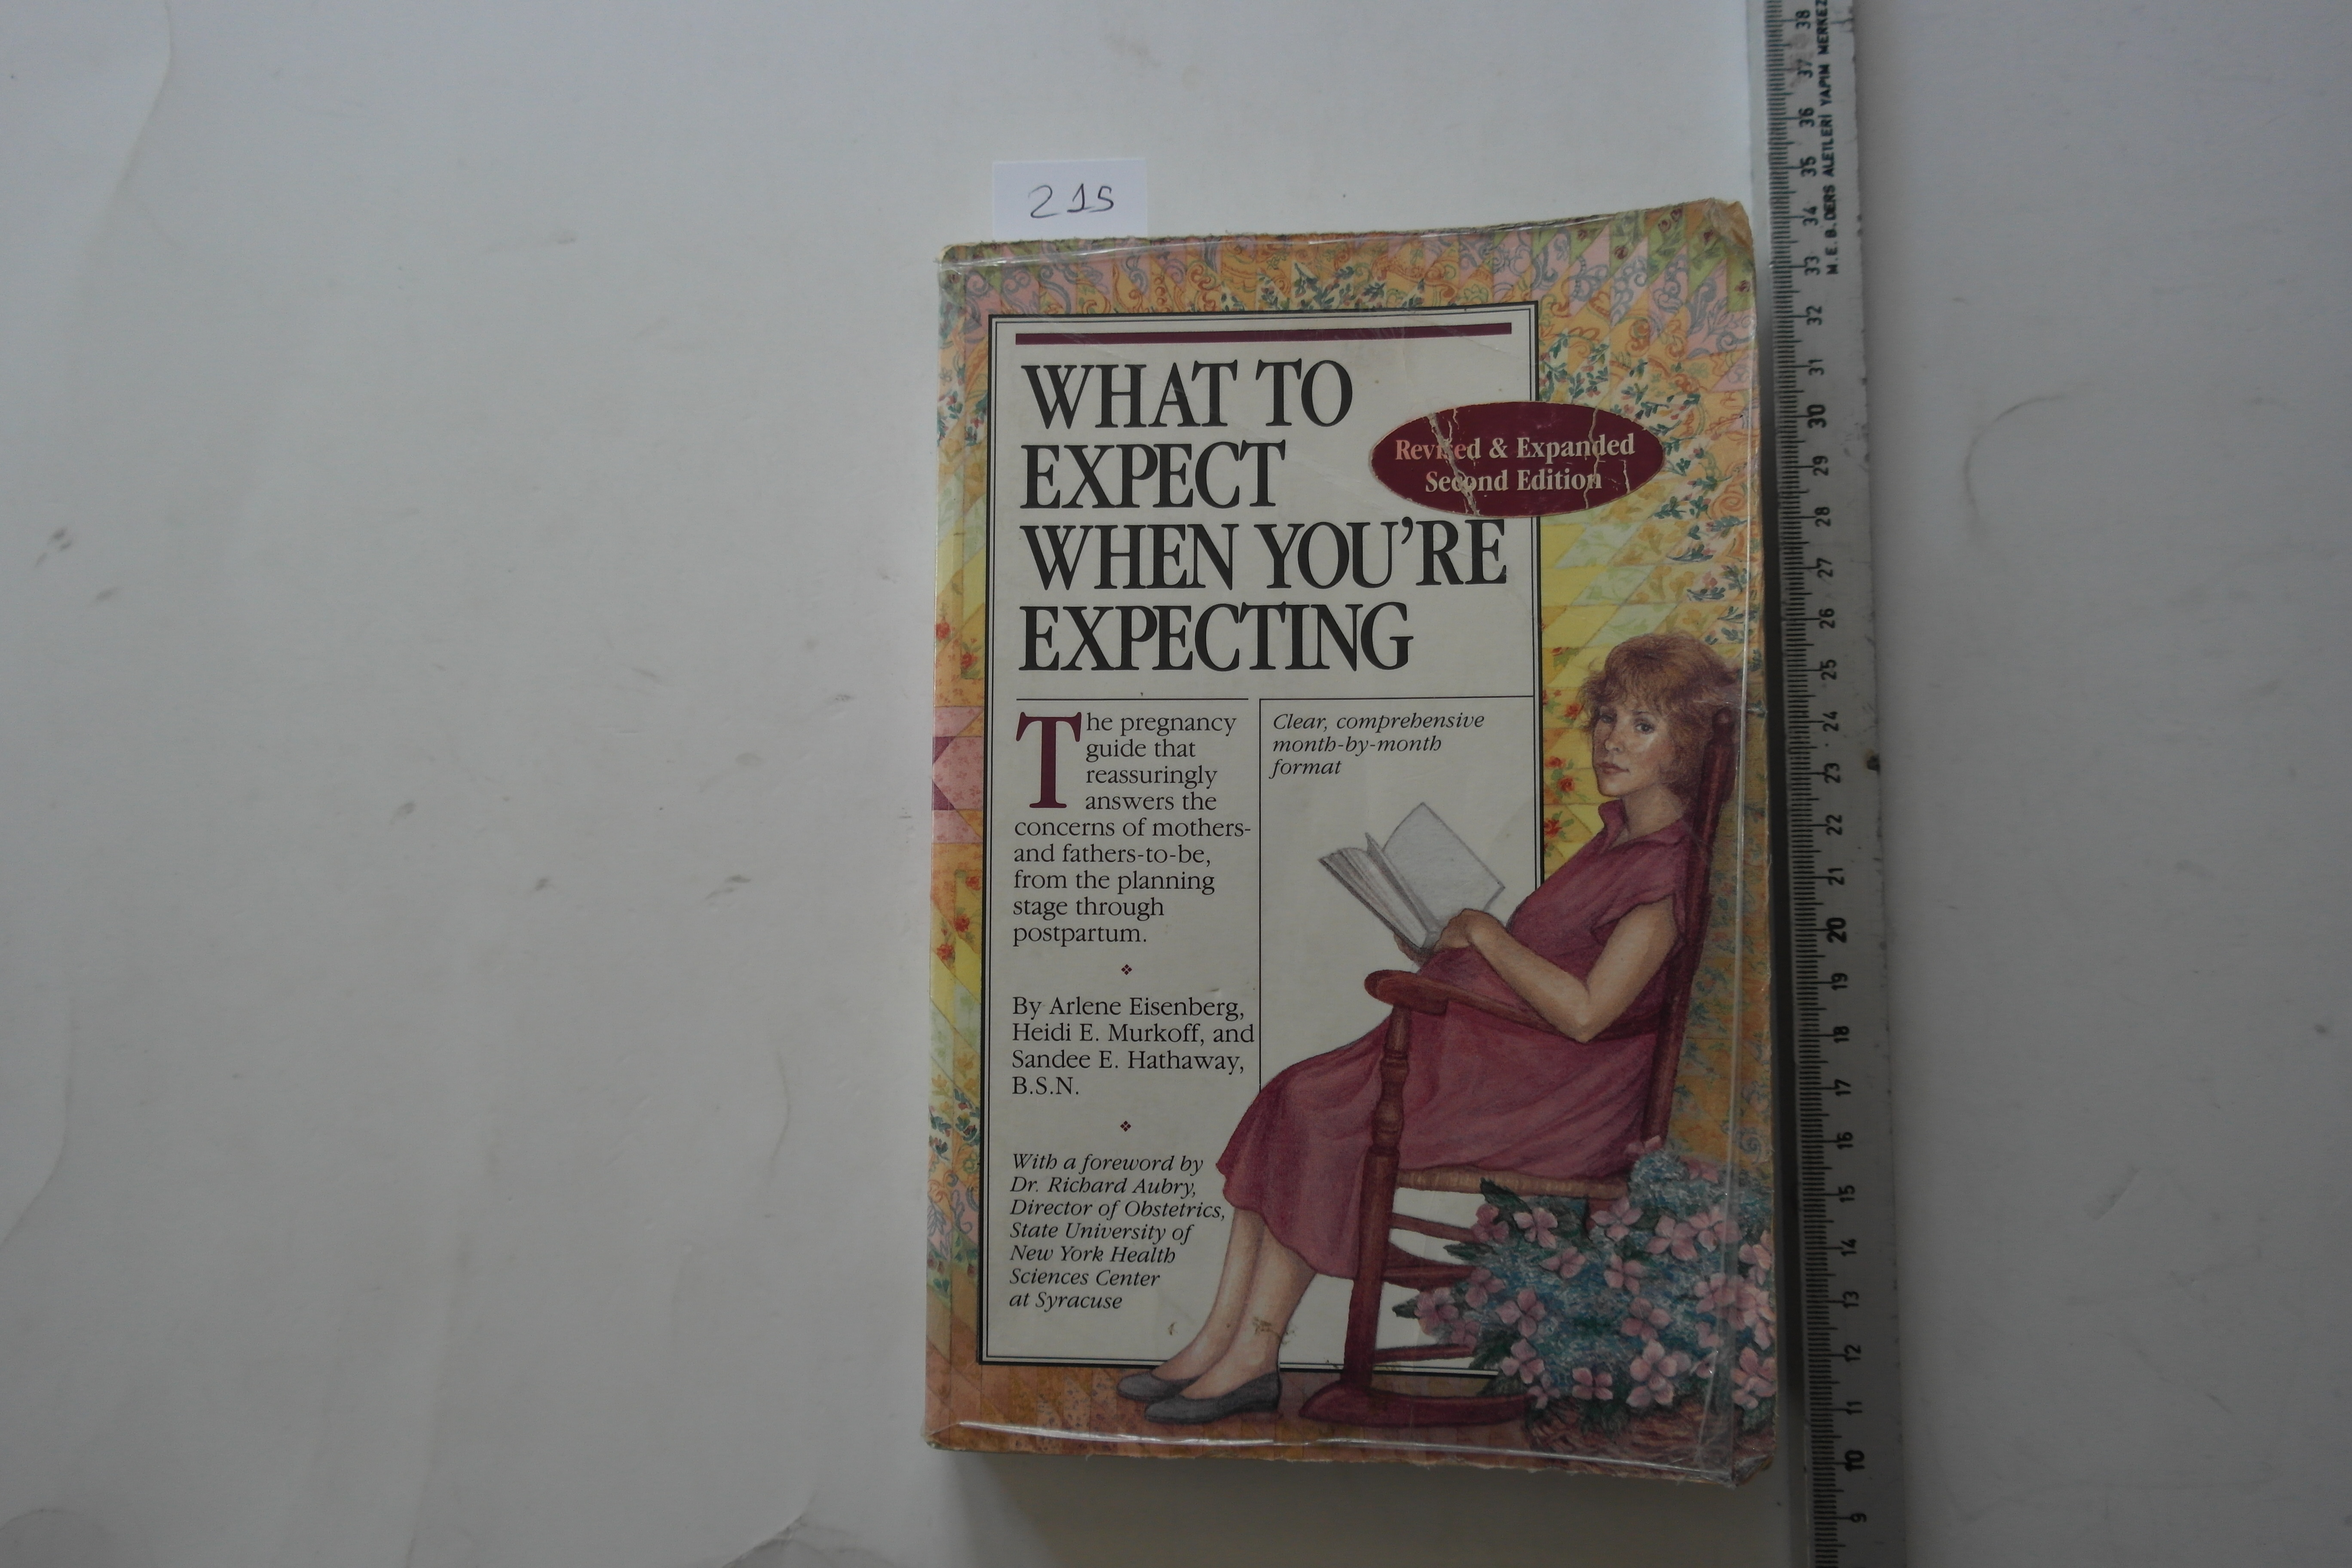 215
WHAT TO
EXPECT
WHEN YOU'RE
EXPECTING
Revised & Expanded
Second Edition
The pregnancy
guide that
reassuringly
answers the
concerns of mothers-
and fathers-to-be,
from the planning
stage through
postpartum.
By Arlene Eisenberg,
Heidi E. Murkoff, and
Sandee E. Hathaway,
B.S.N.
With a foreword by
Dr. Richard Aubry,
Director of Obstetrics,
State University of
New York Health
Sciences Center
at Syracuse
Clear, comprehensive
month-by-month
format
M.E.B. DERS ALETLERİ YAPIM MERKEZ
38
37
36
35
34
33
32
31
30
29
28
27
26
25
24
23
22
21
20
19
18
17
16
15
14
13
12
11
10
9